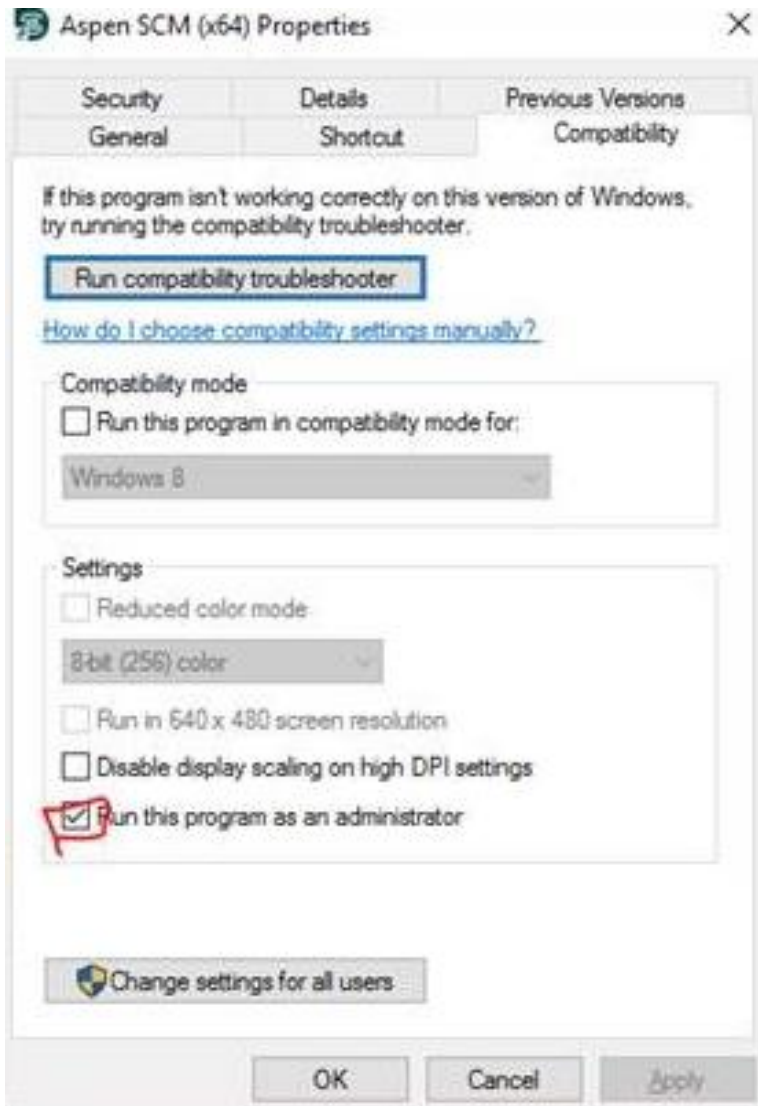 Aspen SCM (x64) Properties
Security Details Previous Versions
General Shortcut Compatibility
If this program isn't working correctly on this version of Windows,
try running the compatibility troubleshooter.
Run compatibility troubleshooter
How do I choose compatibility settings manually?
Compatibility mode
Run this program in compatibility mode for:
Windows 8
Settings
Reduced color mode
8-bit (256) color
Run in 640 x 480 screen resolution
Disable display scaling on high DPI settings
Run this program as an administrator
Change settings for all users
OK Cancel Apply